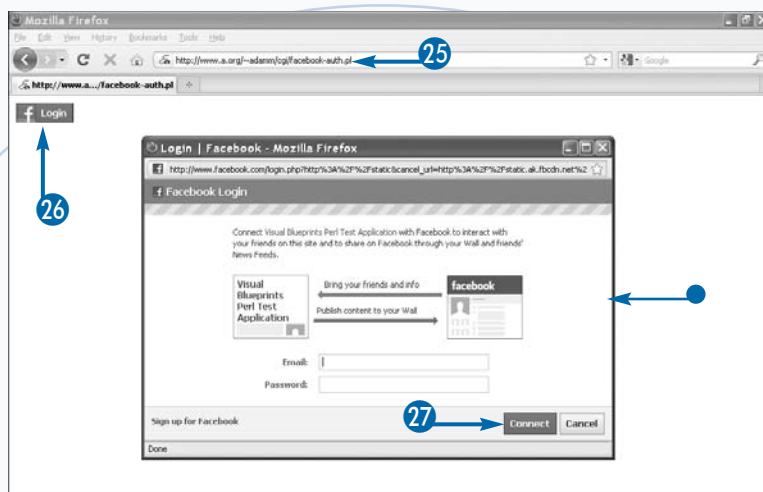 Mozilla Firefox
File Edit View History Bookmarks Tools Help
http://www.a.org/~adamm/cgi/facebook-auth.pl
25
Google
http://www.a.../facebook-auth.pl
f Login
26
Login | Facebook - Mozilla Firefox
http://www.facebook.com/login.php?http%3A%2F%2Fstatic&cancel_url=http%3A%2F%2Fstatic.ak.fbcdn.net%2
f Facebook Login
Connect Visual Blueprints Perl Test Application with Facebook to interact with
your friends on this site and to share on Facebook through your Wall and friends'
News Feeds.
Visual
Blueprints
Perl Test
Application
Bring your friends and info
Publish content to your Wall
facebook
Email:
Password:
Sign up for Facebook
27
Connect
Cancel
Done